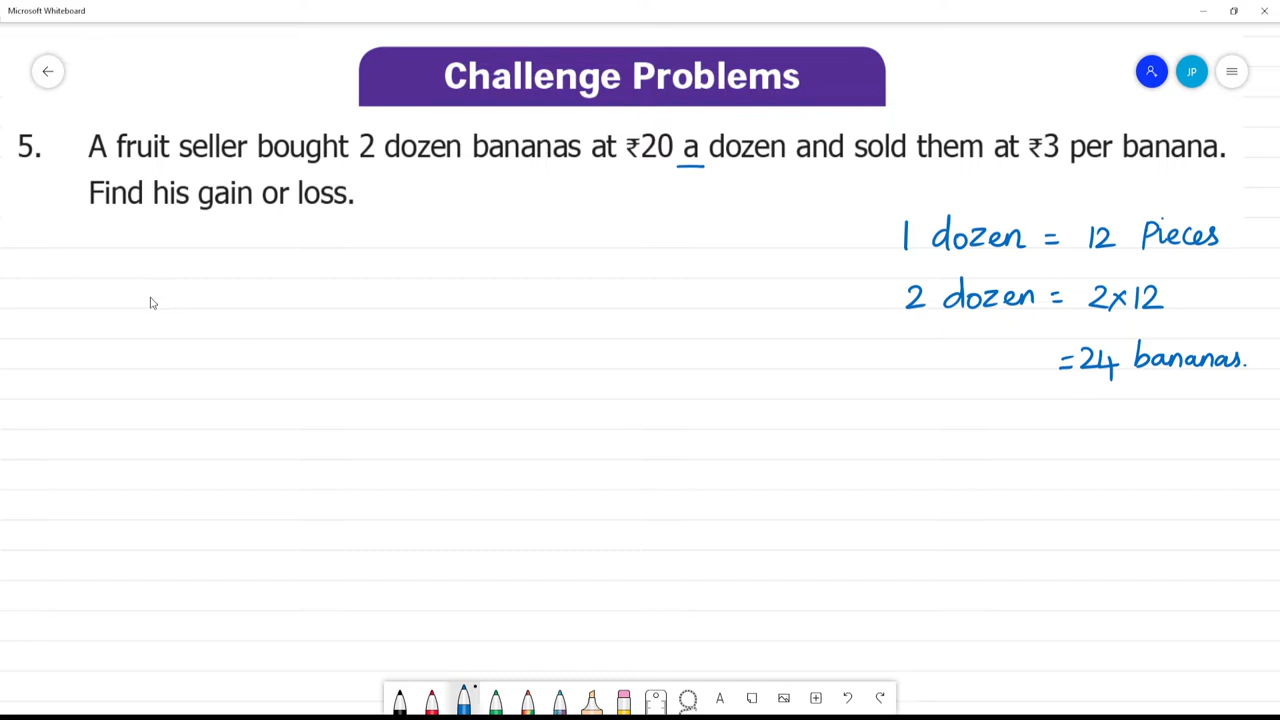 Microsoft Whiteboard
Challenge Problems
JP
5. A fruit seller bought 2 dozen bananas at ₹20 a dozen and sold them at ₹3 per banana.
Find his gain or loss.
1 dozen = 12 Pieces
2 dozen = 2×12
=24 bananas.
A